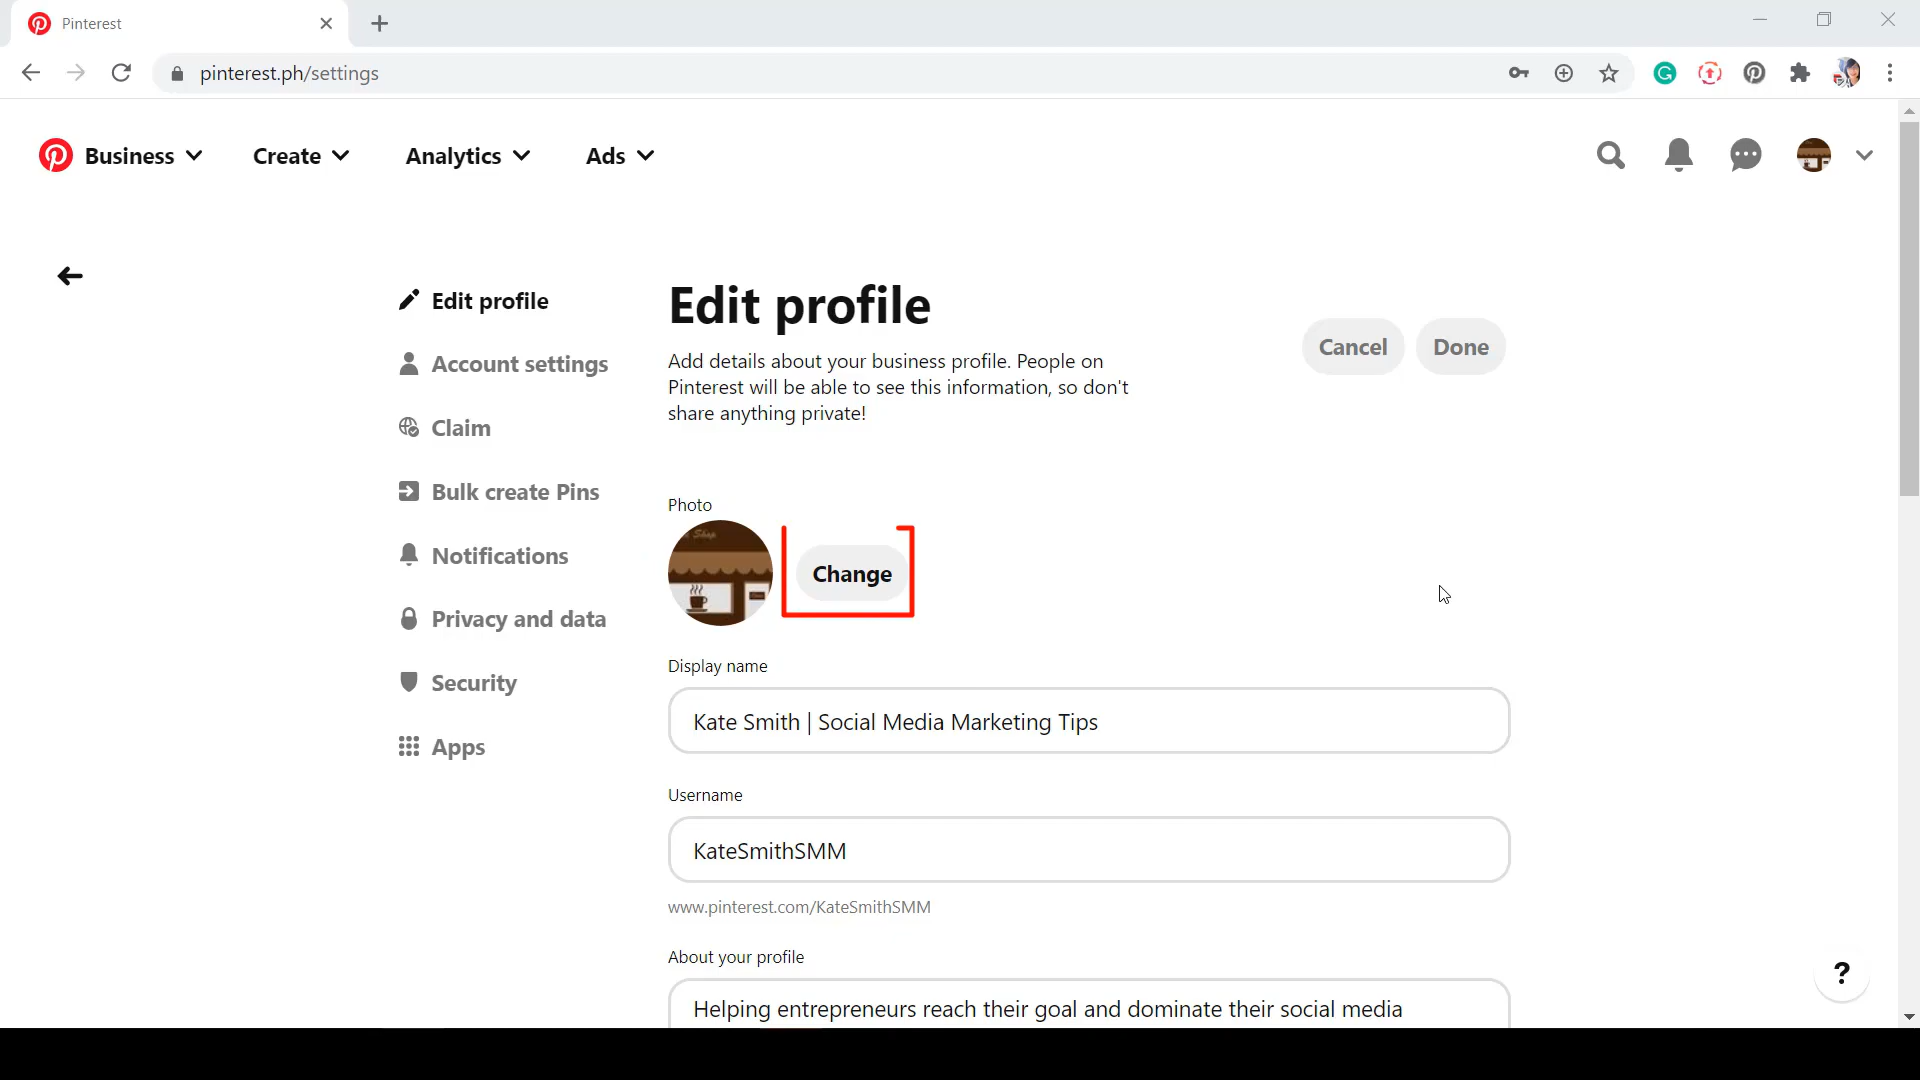 Pinterest
pinterest.ph/settings
Business
Create
Analytics
Ads
Edit profile
Account settings
Claim
Bulk create Pins
Notifications
Privacy and data
Security
Apps
Edit profile
Add details about your business profile. People on
Pinterest will be able to see this information, so don't
share anything private!
Cancel
Done
Photo
Shop
Change
Display name
Kate Smith | Social Media Marketing Tips
Username
KateSmithSMM
www.pinterest.com/KateSmithSMM
About your profile
Helping entrepreneurs reach their goal and dominate their social media
?